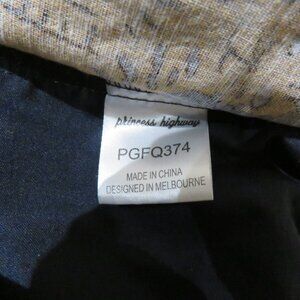 princess highway
PGFQ374
MADE IN CHINA
DESIGNED IN MELBOURNE